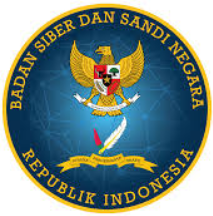 BADAN SIBER DAN SANDI NEGARA
REPUBLIK INDONESIA